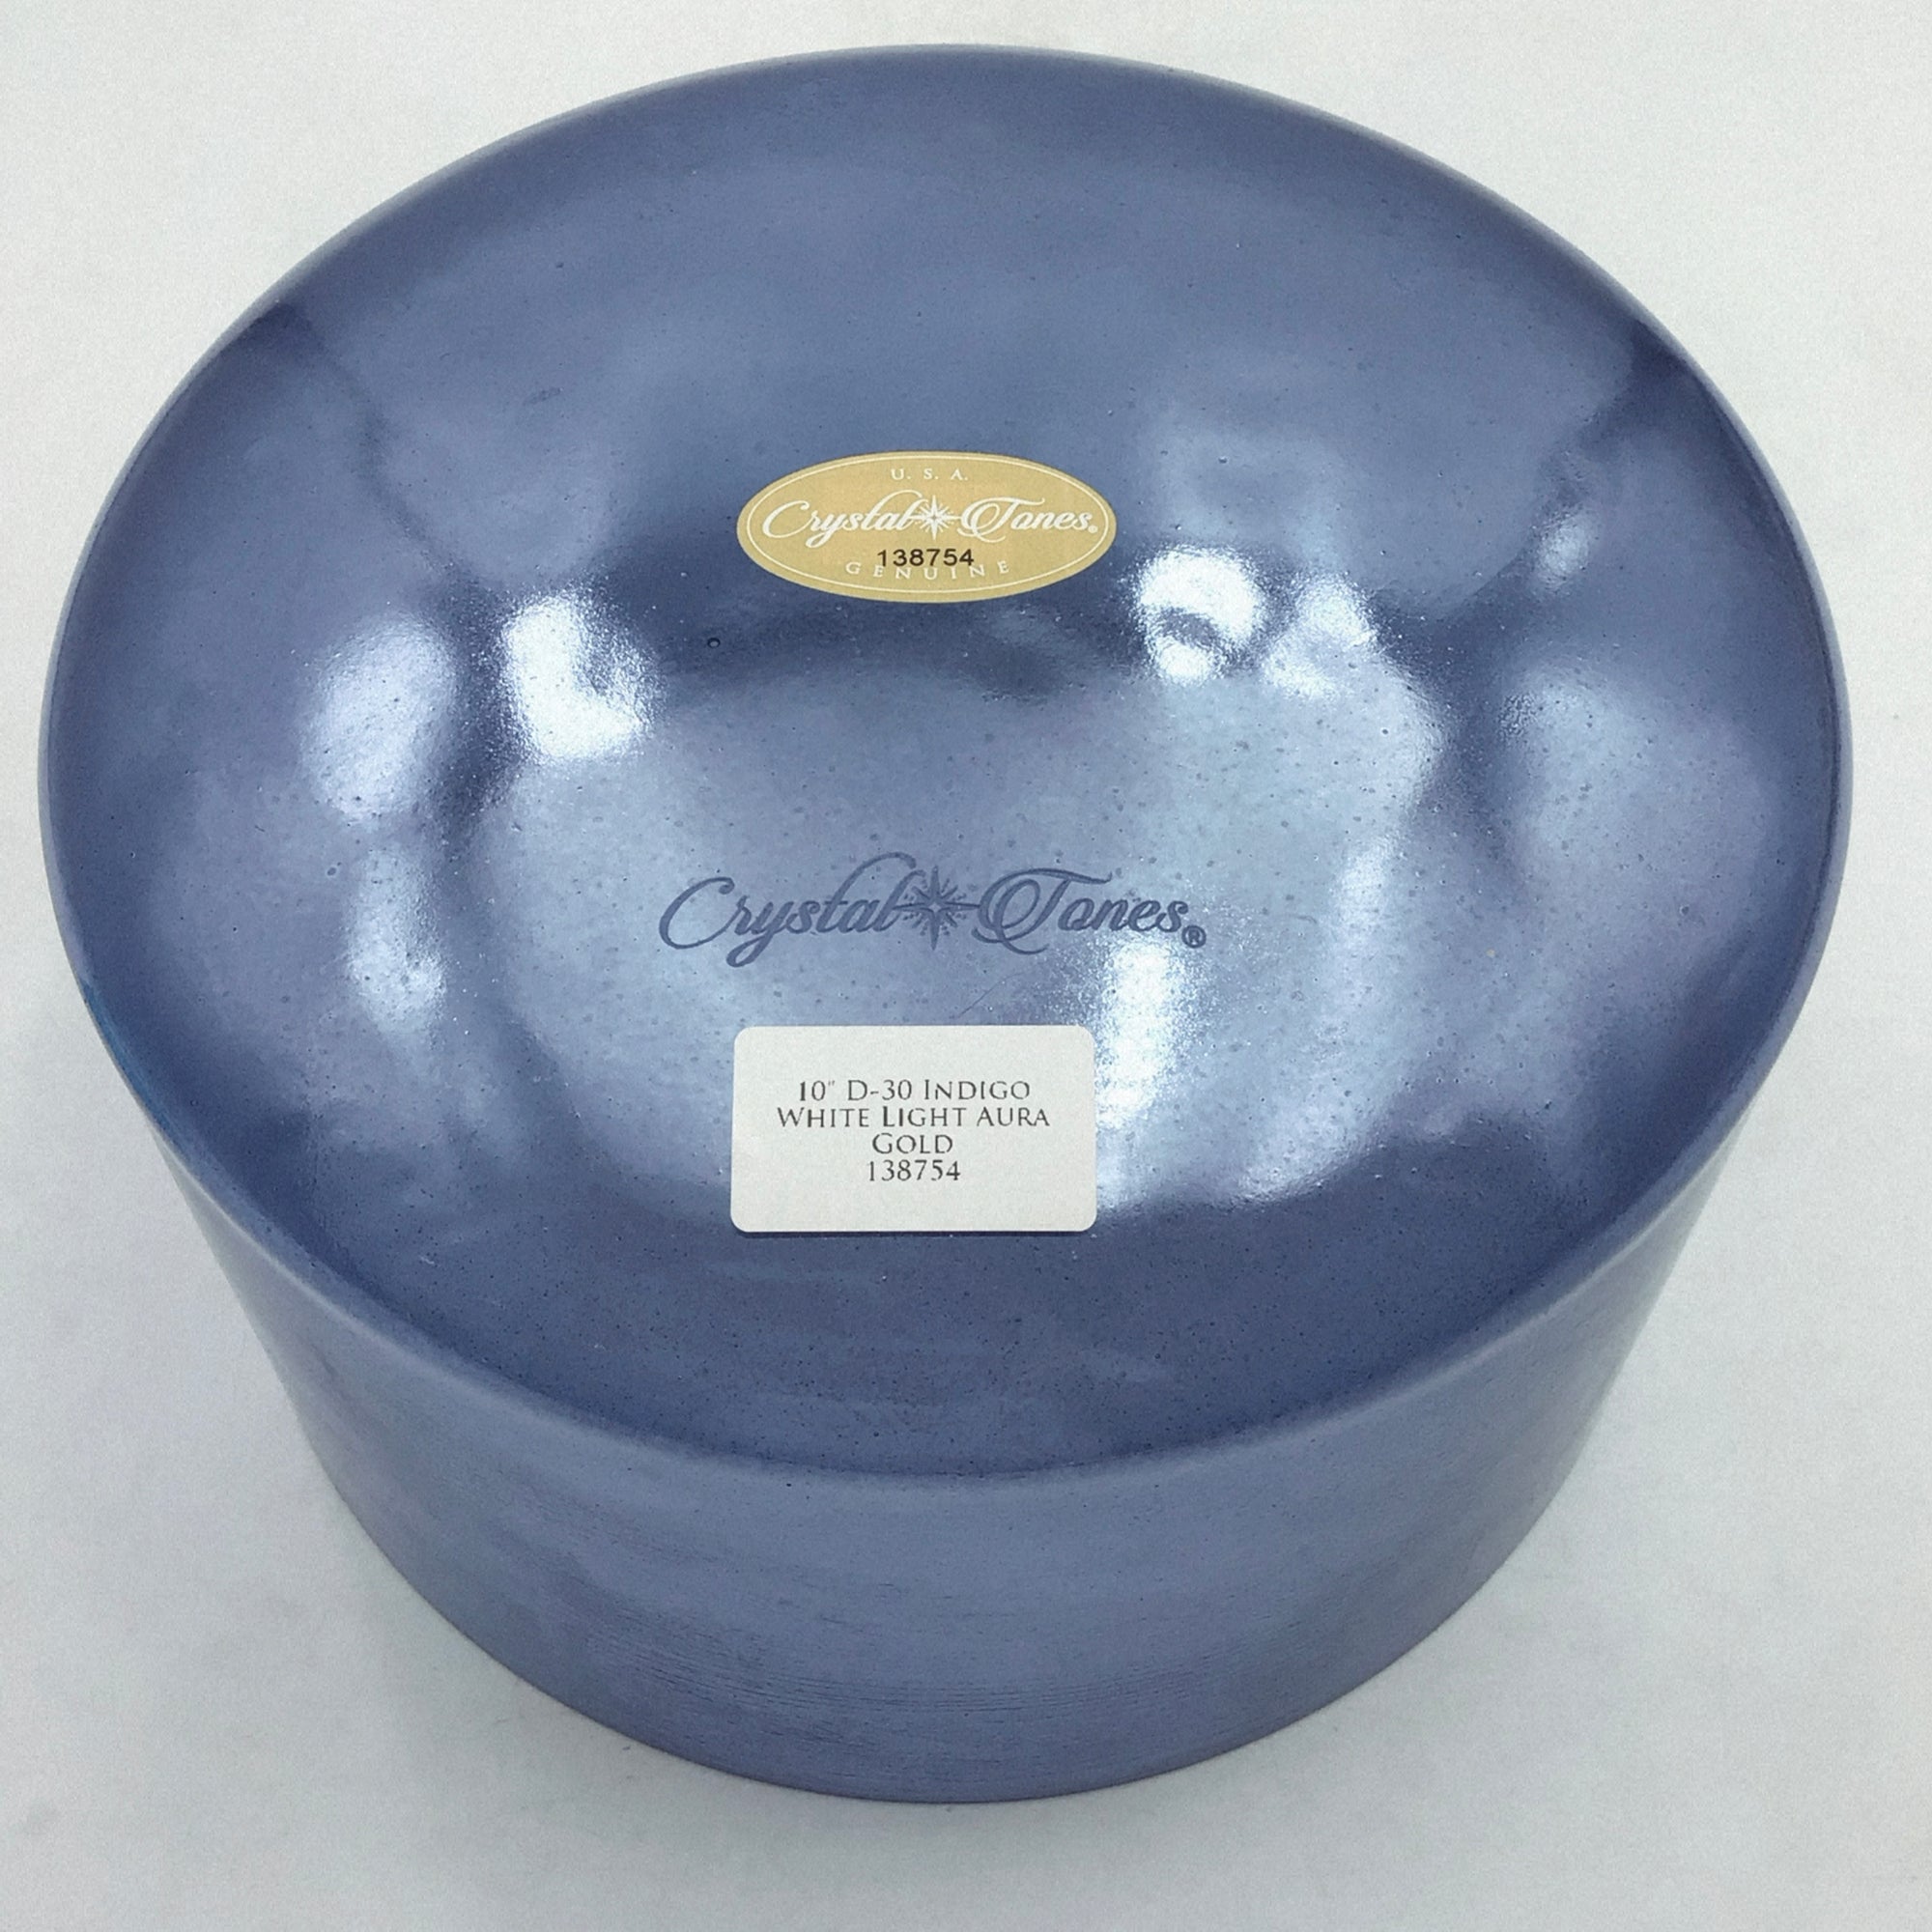 U. S. A.
Crystal Tones®
138754
GENUINE
Crystal Tones®
10" D-30 INDIGO
WHITE LIGHT AURA
GOLD
138754